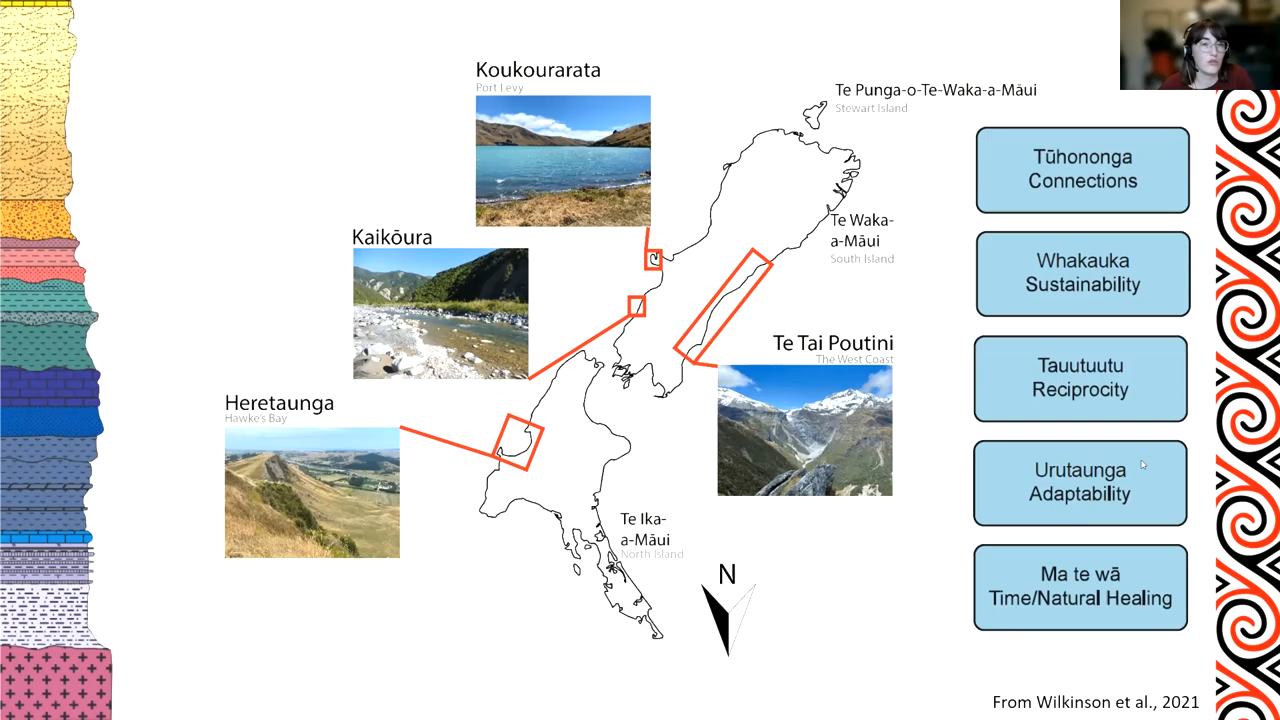 Koukourarata
Port Levy
Te Punga-o-Te-Waka-a-Māui
Stewart Island
Kaikōura
Te Waka-
a-Māui
South Island
Te Tai Poutini
The West Coast
Heretaunga
Hawke's Bay
Te Ika-
a-Māui
North Island
N
Tūhononga
Connections
Whakauka
Sustainability
Tauutuutu
Reciprocity
Urutaunga
Adaptability
Ma te wā
Time/Natural Healing
From Wilkinson et al., 2021